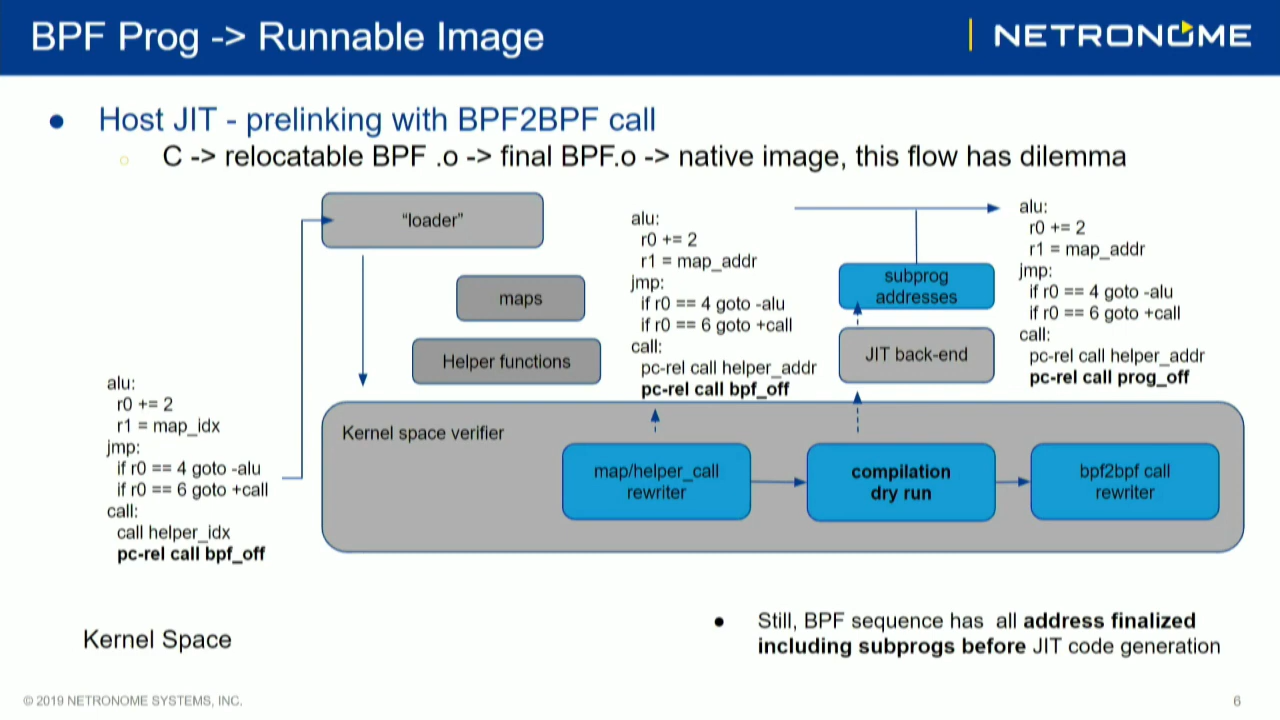 BPF Prog -> Runnable Image
NETRONOME
● Host JIT - prelinking with BPF2BPF call
○ C -> relocatable BPF .o -> final BPF.o -> native image, this flow has dilemma
alu:
r0 += 2
r1 = map_idx
jmp:
if r0 == 4 goto -alu
if r0 == 6 goto +call
call:
call helper_idx
pc-rel call bpf_off
“loader”
maps
Helper functions
alu:
r0 += 2
r1 = map_addr
jmp:
if r0 == 4 goto -alu
if r0 == 6 goto +call
call:
pc-rel call helper_addr
pc-rel call bpf_off
subprog
addresses
JIT back-end
alu:
r0 += 2
r1 = map_addr
jmp:
if r0 == 4 goto -alu
if r0 == 6 goto +call
call:
pc-rel call helper_addr
pc-rel call prog_off
Kernel space verifier
map/helper_call
rewriter
compilation
dry run
bpf2bpf call
rewriter
Kernel Space
● Still, BPF sequence has all address finalized
including subprogs before JIT code generation
© 2019 NETRONOME SYSTEMS, INC.
6